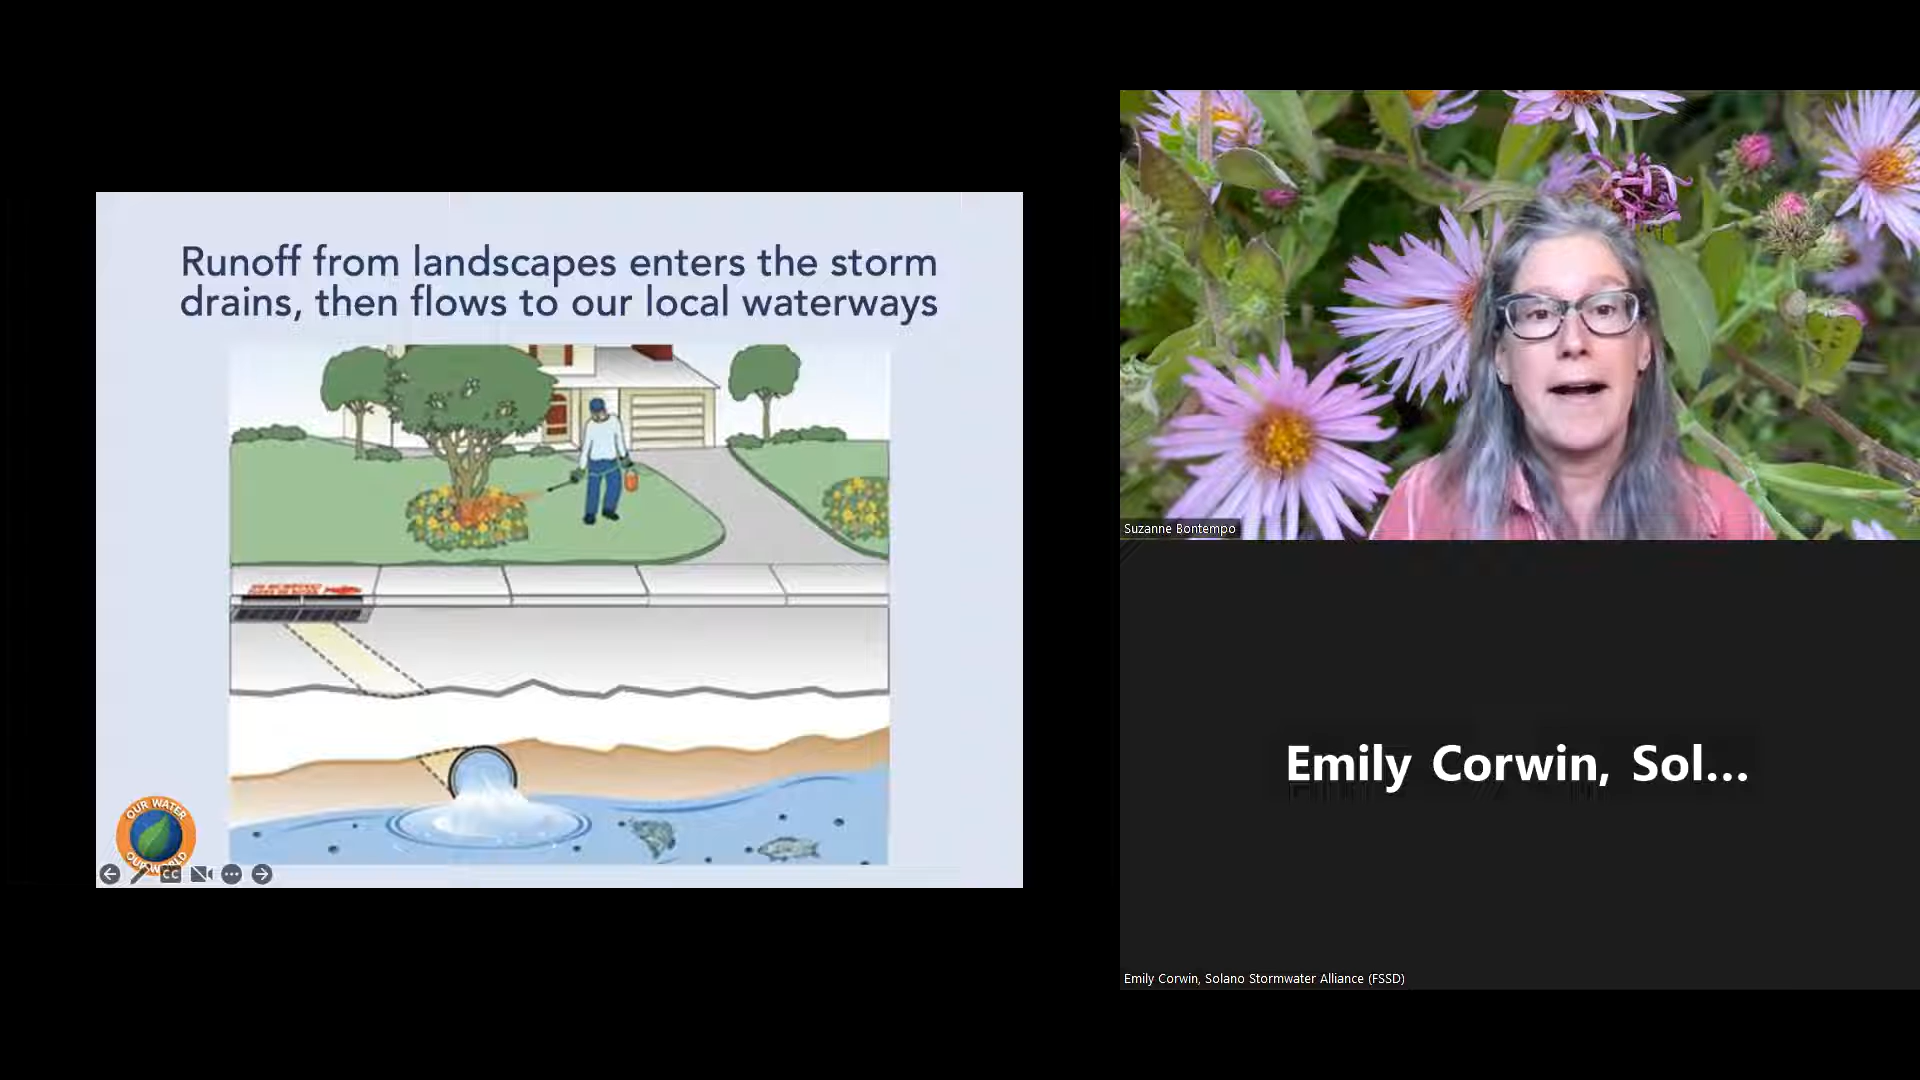 Runoff from landscapes enters the storm
drains, then flows to our local waterways
OUR WATER
OUR WORLD
CC
Suzanne Bontempo
Emily Corwin, Sol...
Emily Corwin, Solano Stormwater Alliance (FSSD)